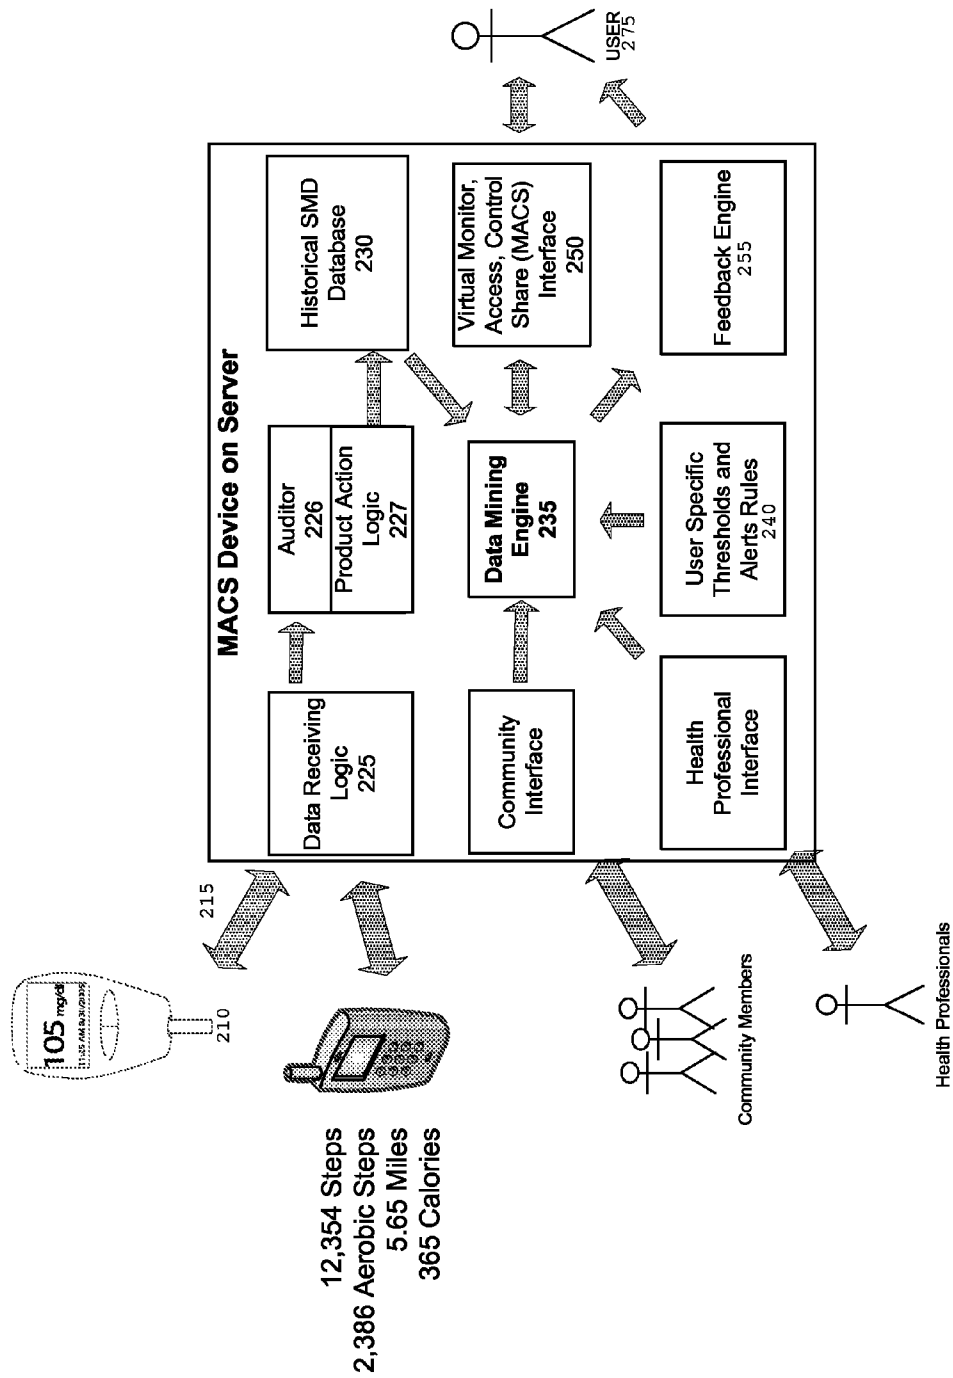 105 mg/dl
210
215
12,354 Steps
2,386 Aerobic Steps
5.65 Miles
365 Calories
Community Members
Health Professionals
MACS Device on Server
Data Receiving
Logic
225
Auditor
226
Product Action
Logic
227
Historical SMD
Database
230
Community
Interface
Data Mining
Engine
235
Virtual Monitor,
Access, Control
Share (MACS)
Interface
250
Health
Professional
Interface
User Specific
Thresholds and
Alerts Rules
240
Feedback Engine
255
USER
275